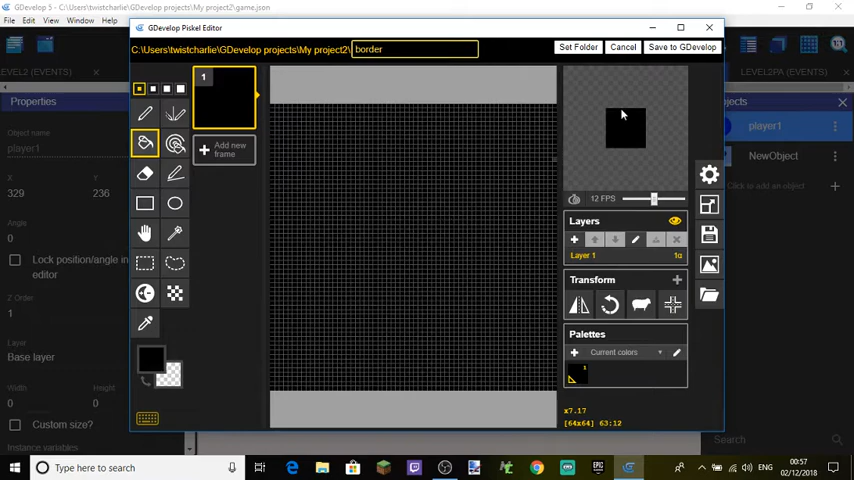 GDevelop 5 - C:\Users\twistcharlie\GDevelop projects\My project2\game.json
File Edit View Window Help
LEVEL2 (EVENTS)
LEVEL2PA (EVENTS)
Properties
Object name
player1
X
Y
329
236
Angle
0
Lock position/angle in
editor
Z Order
1
Layer
Base layer
Width
Height
0
0
Custom size?
Instance variables
GDevelop Piskel Editor
C:\Users\twistcharlie\GDevelop projects\My project2\ border
Set Folder
Cancel
Save to GDevelop
1
Add new
frame
12 FPS
Layers
Layer 1
1α
Transform
Palettes
Current colors
1
x7.17
[64x64] 63:12
player1
NewObject
Click to add an object
Search
Type here to search
EPIC
ENG
00:57
02/12/2018